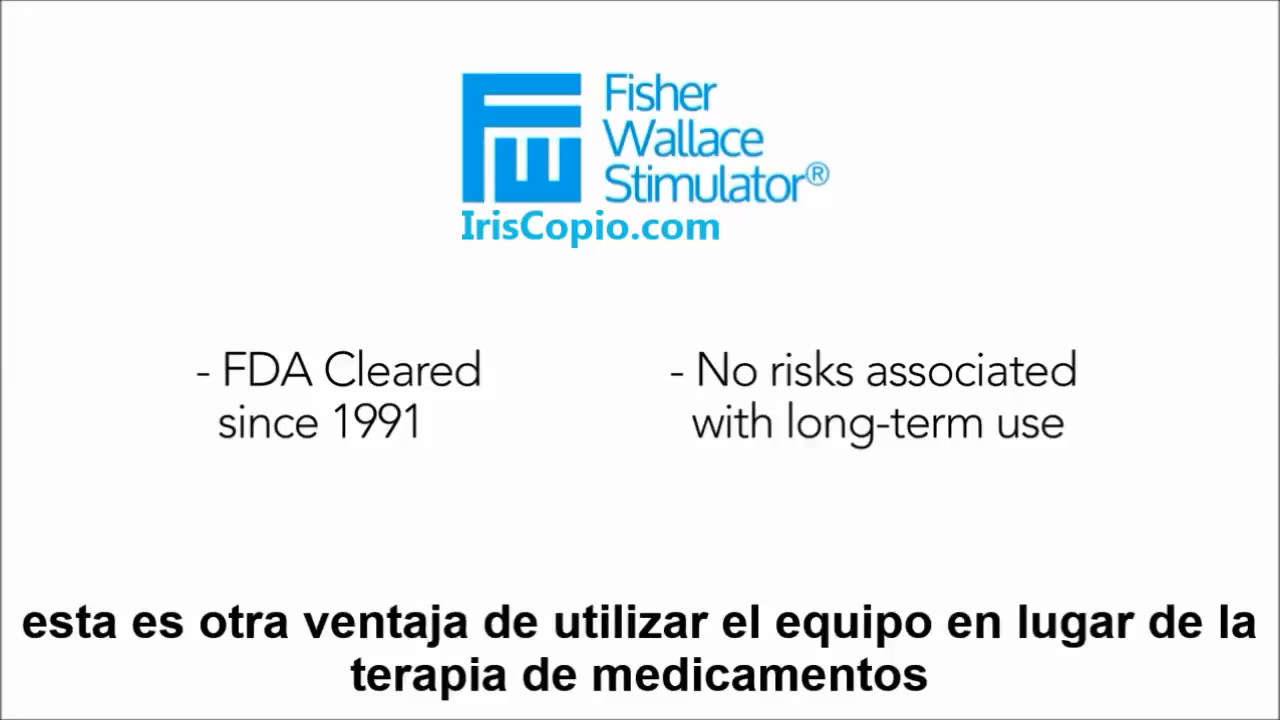 Fisher
Wallace
Stimulator®
IrisCopio.com
- FDA Cleared
since 1991
- No risks associated
with long-term use
esta es otra ventaja de utilizar el equipo en lugar de la
terapia de medicamentos